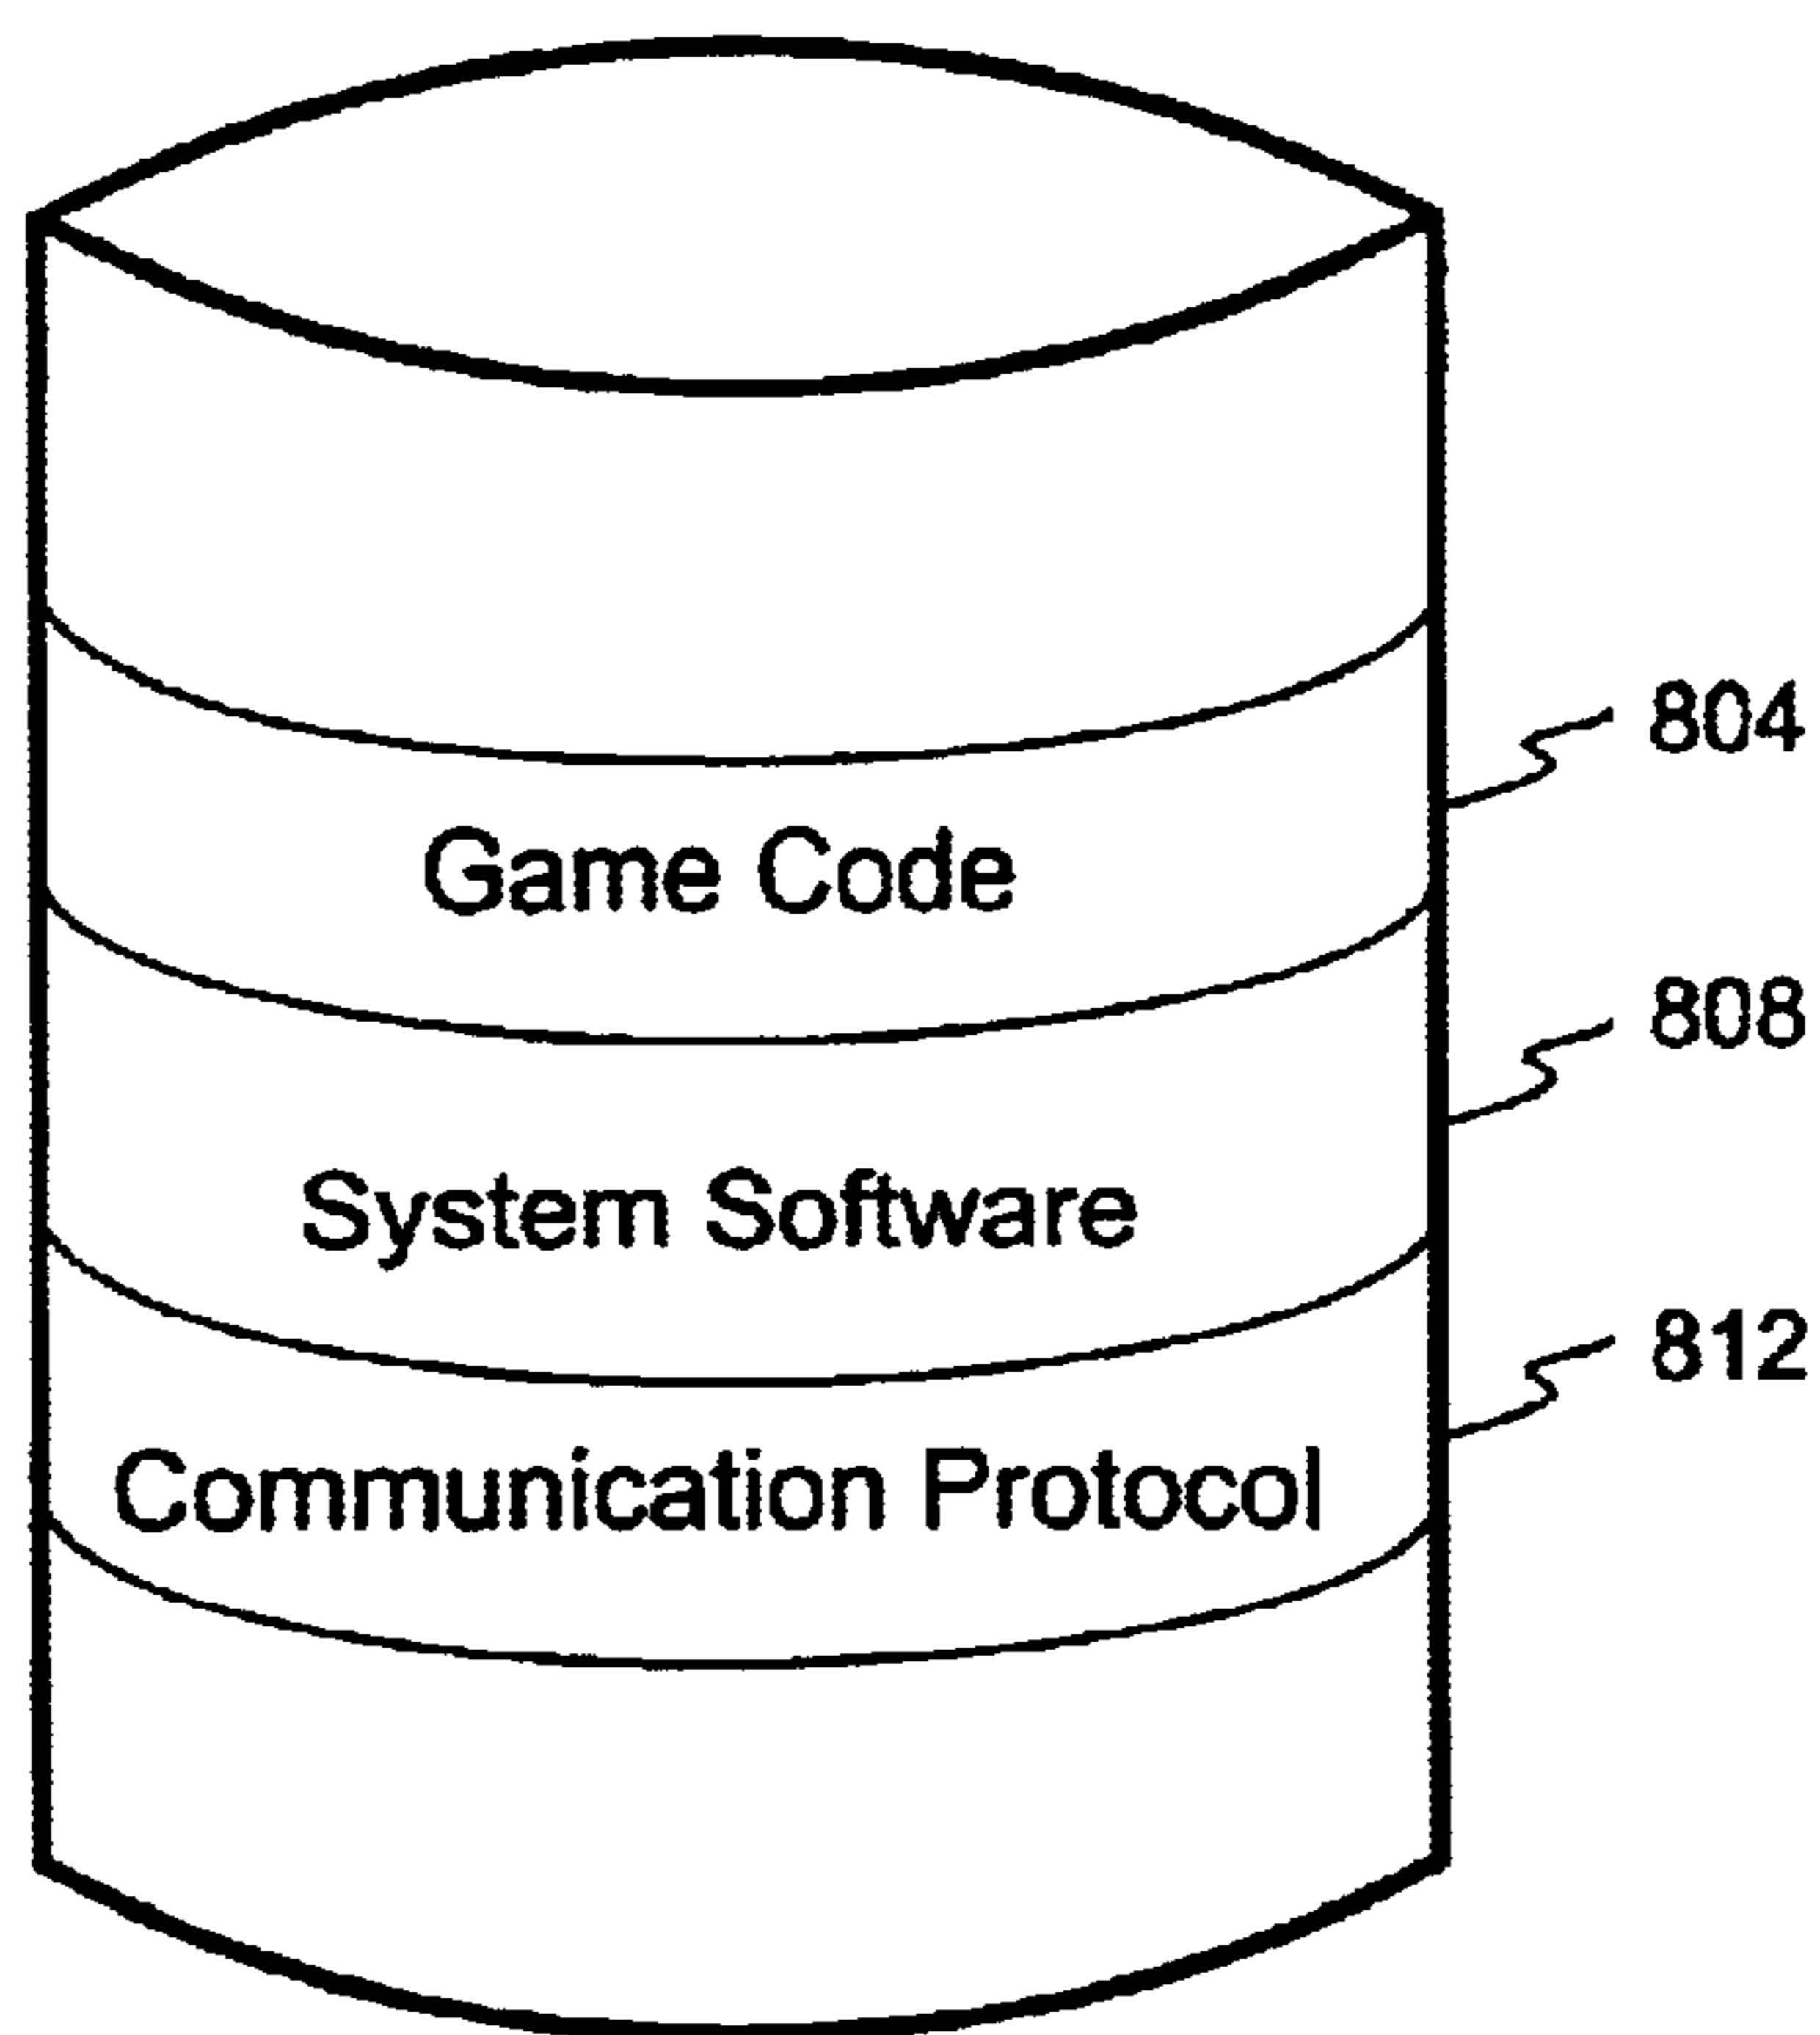 804
Game Code
808
System Software
812
Communication Protocol